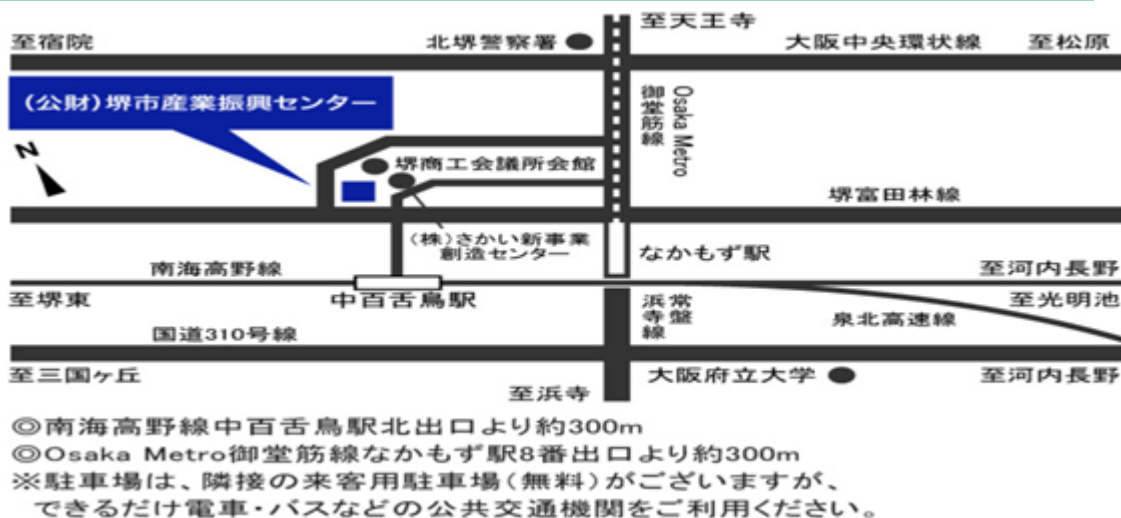 至天王寺
至宿院
北堺警察署
大阪中央環状線
至松原
(公財)堺市産業振興センター
御堂筋線
Osaka Metro
N
堺商工会議所会館
堺富田林線
(株)さかい新事業
創造センター
なかもず駅
南海高野線
至河内長野
至堺東
中百舌鳥駅
常磐
浜寺線
至光明池
泉北高速線
国道310号線
至三国ヶ丘
至浜寺
大阪府立大学
至河内長野
◎南海高野線中百舌鳥駅北出口より約300m
◎Osaka Metro御堂筋線なかもず駅8番出口より約300m
※駐車場は、隣接の来客用駐車場(無料)がございますが、
できるだけ電車・バスなどの公共交通機関をご利用ください。